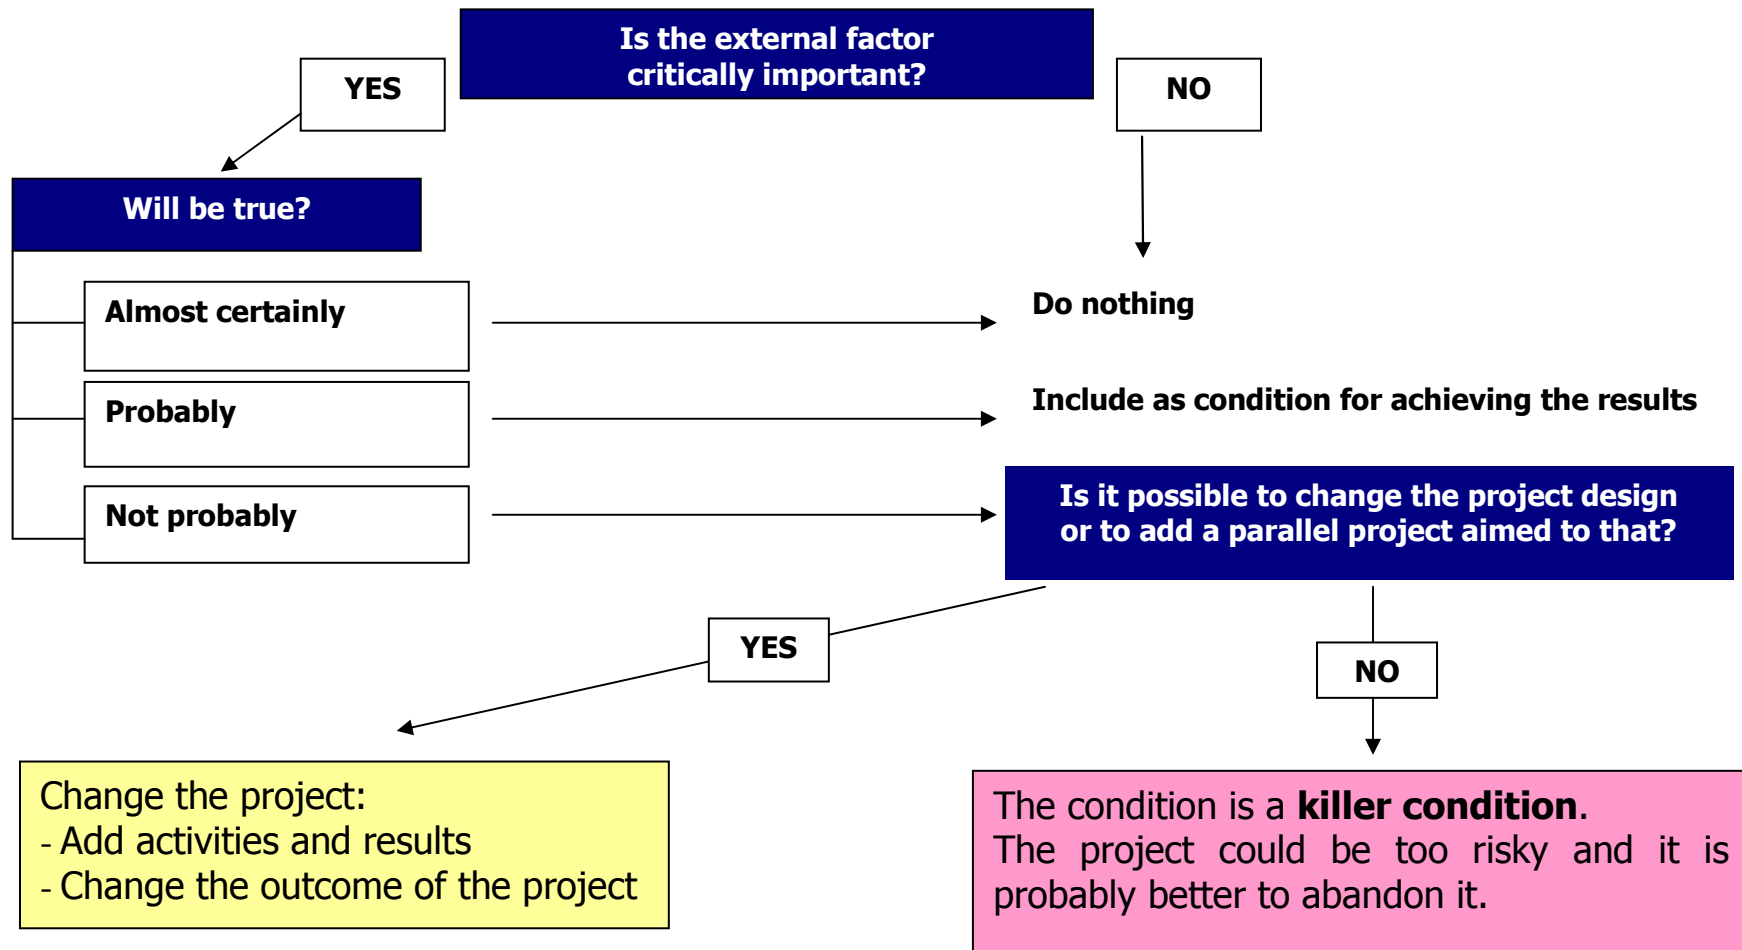 Is the external factor
critically important?
YES
NO
Will be true?
Almost certainly
Do nothing
Probably
Include as condition for achieving the results
Not probably
Is it possible to change the project design
or to add a parallel project aimed to that?
YES
NO
Change the project:
- Add activities and results
- Change the outcome of the project
The condition is a killer condition.
The project could be too risky and it is
probably better to abandon it.